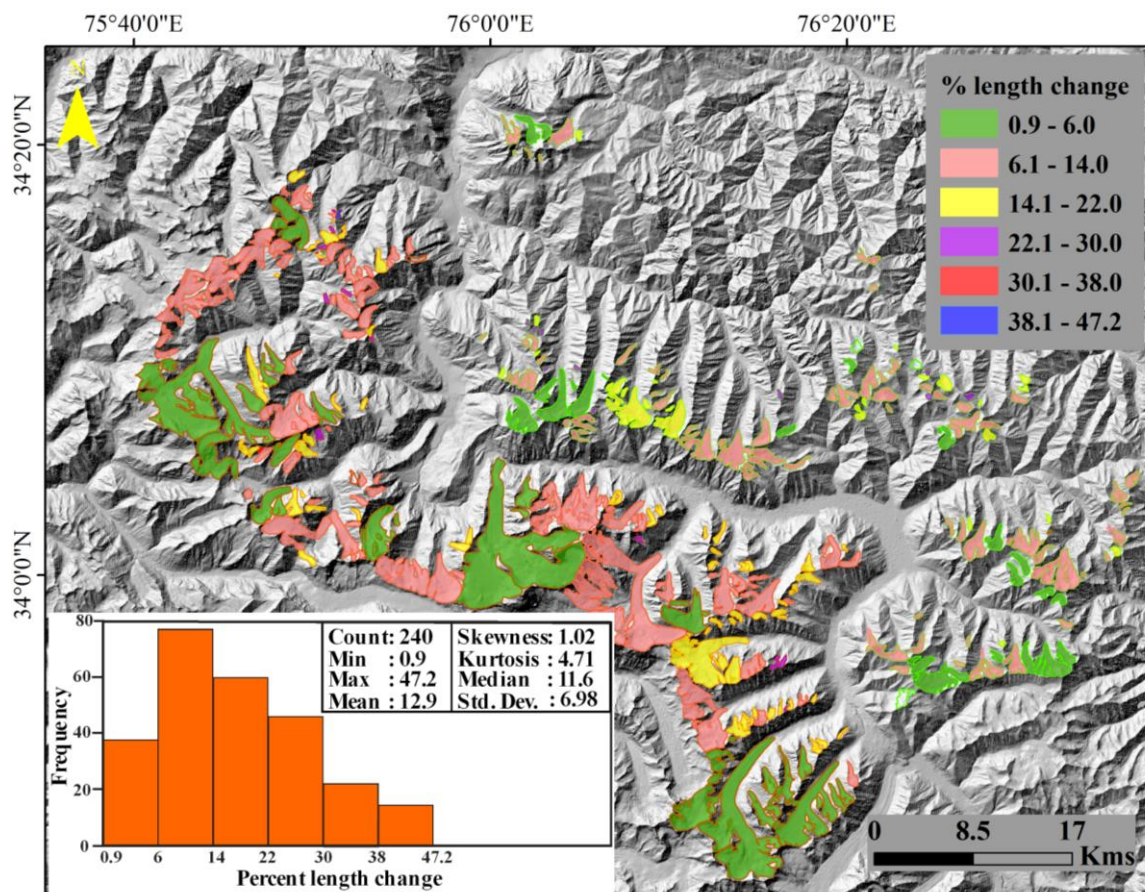 75°40'0"E 76°0'0"E 76°20'0"E
N
34°20'0"N
34°0'0"N
% length change
0.9 - 6.0
6.1 - 14.0
14.1 - 22.0
22.1 - 30.0
30.1 - 38.0
38.1 - 47.2
80
60
40
20
0
Frequency
Count: 240 Skewness: 1.02
Min : 0.9 Kurtosis : 4.71
Max : 47.2 Median : 11.6
Mean : 12.9 Std. Dev. : 6.98
0.9 6 14 22 30 38 47.2
Percent length change
0 8.5 17
Kms